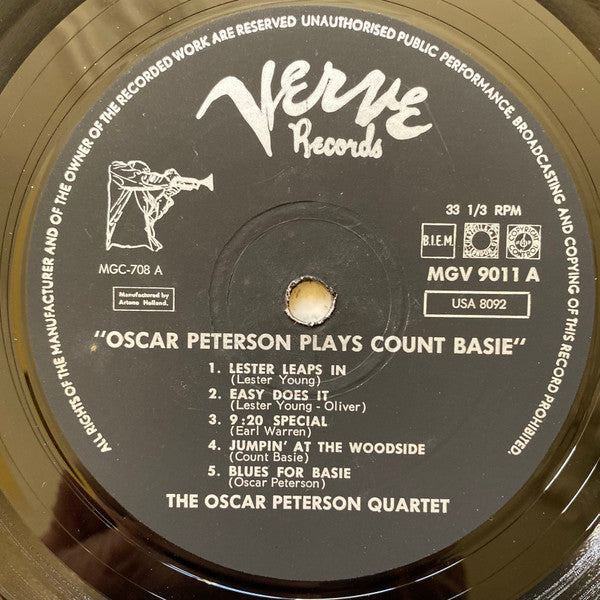 ALL RIGHTS OF THE MANUFACTURER AND OF THE OWNER OF THE RECORDED WORK ARE RESERVED UNAUTHORISED PUBLIC PERFORMANCE, BROADCASTING AND COPYING OF THIS RECORD PROHIBITED.
Verve
Records
33 1/3 RPM
B.I.E.M.
MGC-708 A
MGV 9011 A
Manufactured by
Artone Holland.
USA 8092
"OSCAR PETERSON PLAYS COUNT BASIE"
1. LESTER LEAPS IN
(Lester Young)
2. EASY DOES IT
(Lester Young - Oliver)
3. 9:20 SPECIAL
(Earl Warren)
4. JUMPIN' AT THE WOODSIDE
(Count Basie)
5. BLUES FOR BASIE
(Oscar Peterson)
THE OSCAR PETERSON QUARTET